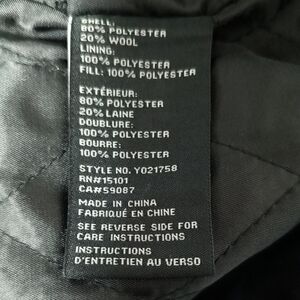 SHELL:
80% POLYESTER
20% WOOL
LINING:
100% POLYESTER
FILL: 100% POLYESTER
EXTÉRIEUR:
80% POLYESTER
20% LAINE
DOUBLURE:
100% POLYESTER
BOURRE:
100% POLYESTER
STYLE NO. YO21758
RN#15101
CA#59087
MADE IN CHINA
FABRIQUÉ EN CHINE
SEE REVERSE SIDE FOR
CARE INSTRUCTIONS
INSTRUCTIONS
D'ENTRETIEN AU VERSO